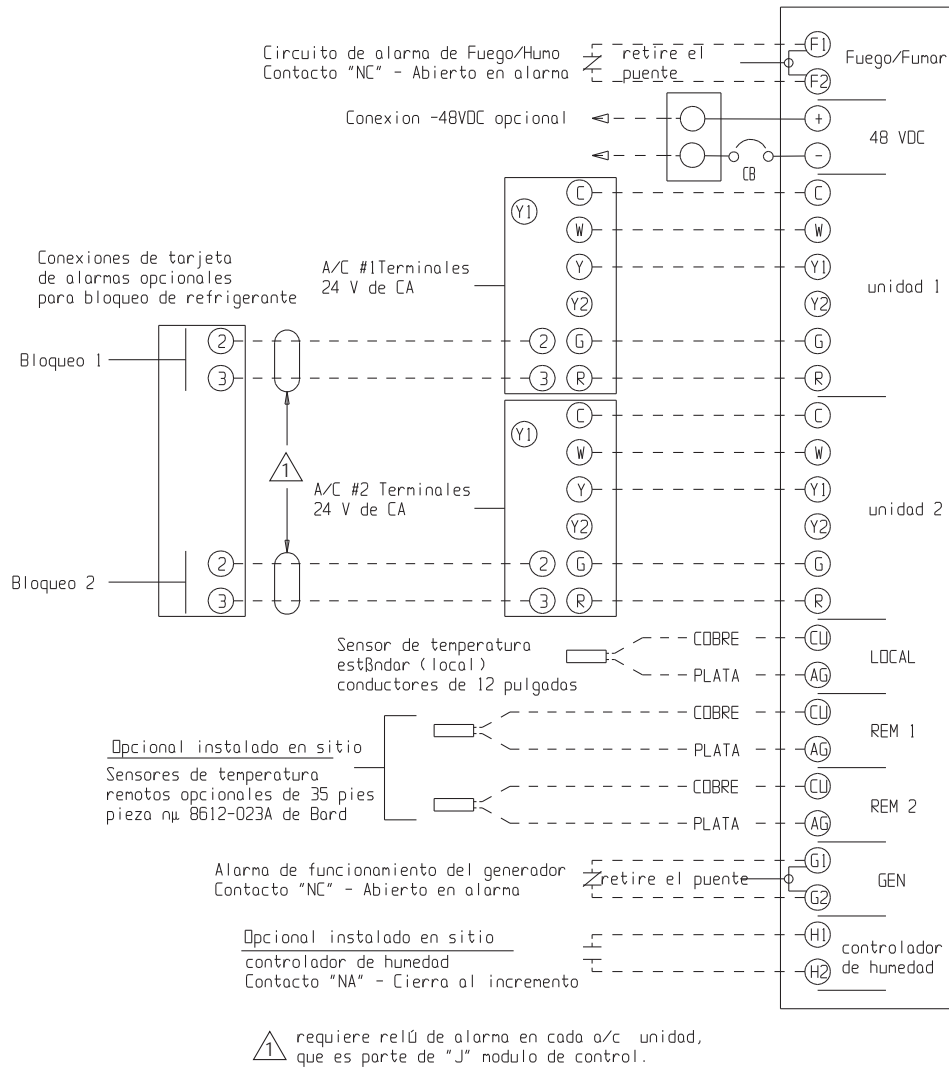 Circuito de alarma de Fuego/Humo
Contacto "NC" - Abierto en alarma
retire el
puente
F1
F2
Fuego/Fumar
Conexion -48VDC opcional
CB
+
-
48 VDC
Conexiones de tarjeta
de alarmas opcionales
para bloqueo de refrigerante
A/C #1Terminales
24 V de CA
Y1
C
W
Y
Y2
2
G
3
R
C
W
Y1
Y2
G
R
unidad 1
Bloqueo 1
2
3
1
A/C #2 Terminales
24 V de CA
Y1
C
W
Y
Y2
2
G
3
R
C
W
Y1
Y2
G
R
unidad 2
Bloqueo 2
2
3
Sensor de temperatura
estßndar (local)
conductores de 12 pulgadas
COBRE
PLATA
CU
AG
LOCAL
Opcional instalado en sitio
Sensores de temperatura
remotos opcionales de 35 pies
pieza nµ 8612-023A de Bard
COBRE
PLATA
CU
AG
REM 1
COBRE
PLATA
CU
AG
REM 2
Alarma de funcionamiento del generador
Contacto "NC" - Abierto en alarma
retire el puente
G1
G2
GEN
Opcional instalado en sitio
controlador de humedad
Contacto "NA" - Cierra al incremento
H1
H2
controlador
de humedad
1
requiere relÚ de alarma en cada a/c unidad,
que es parte de "J" modulo de control.